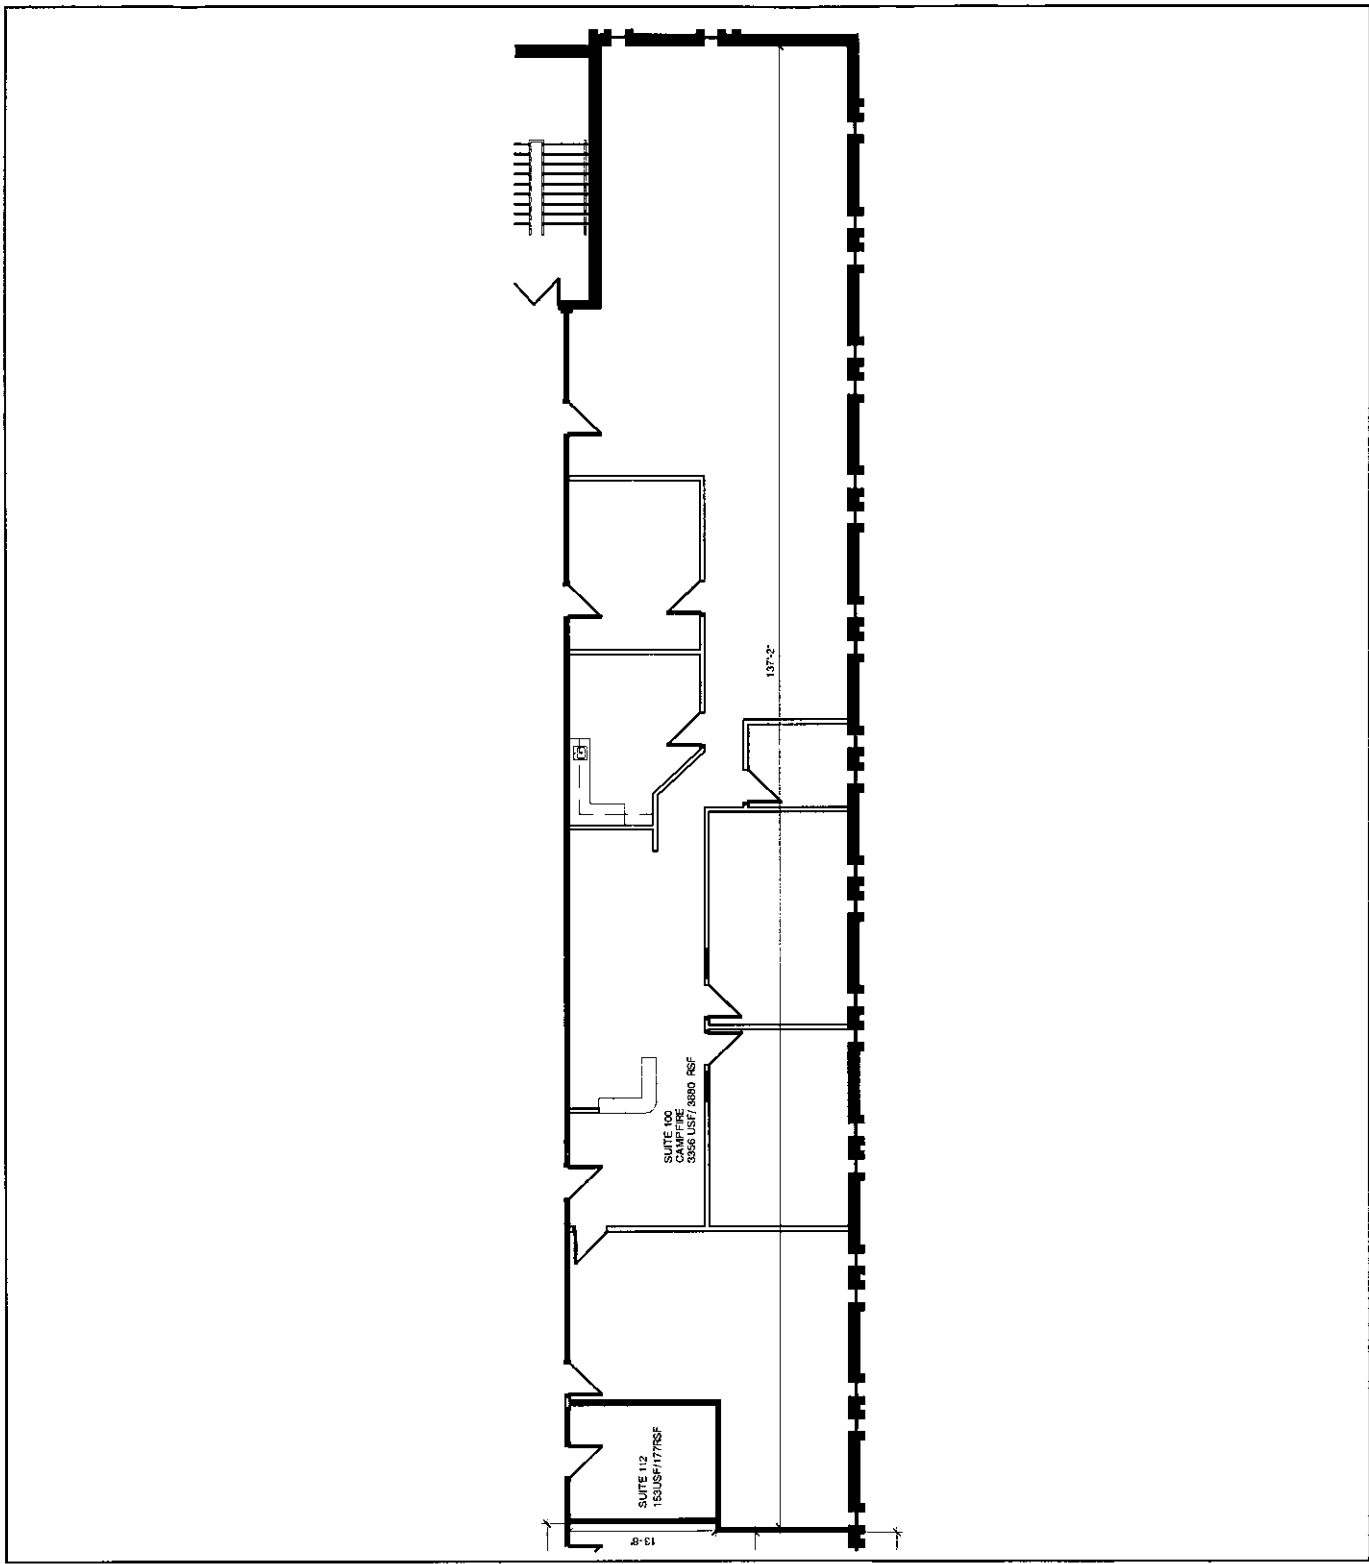 137'-2"
SUITE 100
CAMPFIRE
3356 USF/ 3880 RSF
SUITE 112
153USF/177RSF
13'-8"